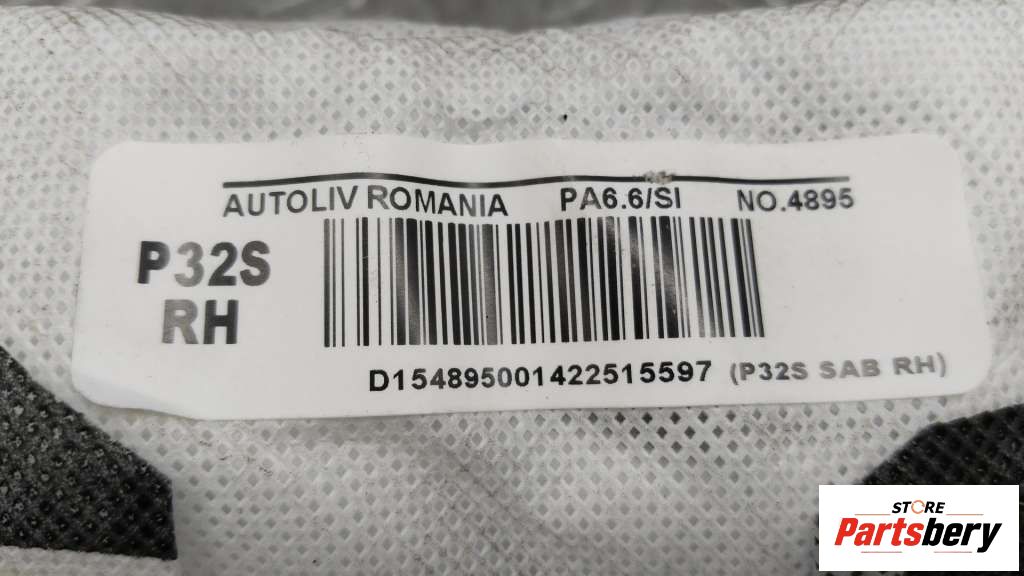 AUTOLIV ROMANIA PA6.6/SI NO.4895
P32S
RH
D154895001422515597 (P32S SAB RH)
STORE
Partsbery